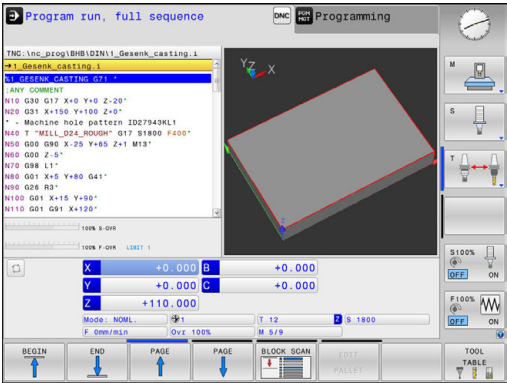 Program run, full sequence
DNC PGM MGT Programming
TNC:\nc_prog\BHB\DIN\1_Gesenk_casting.i
→1_Gesenk_casting.i
%1_GESENK_CASTING G71 *
;ANY COMMENT
N10 G30 G17 X+0 Y+0 Z-20*
N20 G31 X+150 Y+100 Z+0*
* - Machine hole pattern ID27943KL1
N40 T "MILL_D24_ROUGH" G17 S1800 F400*
N50 G00 G90 X-25 Y+65 Z+1 M13*
N60 G00 Z-5*
N70 G98 L1*
N80 G01 X+5 Y+80 G41*
N90 G26 R3*
N100 G01 X+15 Y+90*
N110 G01 G91 X+120*
Y Z X
Z
100% S-OVR
100% F-OVR LIMIT 1
X +0.000 B +0.000
Y +0.000 C +0.000
Z +110.000
Mode: NOML. 1 T 12 Z S 1800
F 0mm/min Ovr 100% M 5/9
M
S
T
S100%
OFF ON
F100%
OFF ON
BEGIN
END
PAGE
PAGE
BLOCK SCAN
EDIT
PALLET
TOOL
TABLE